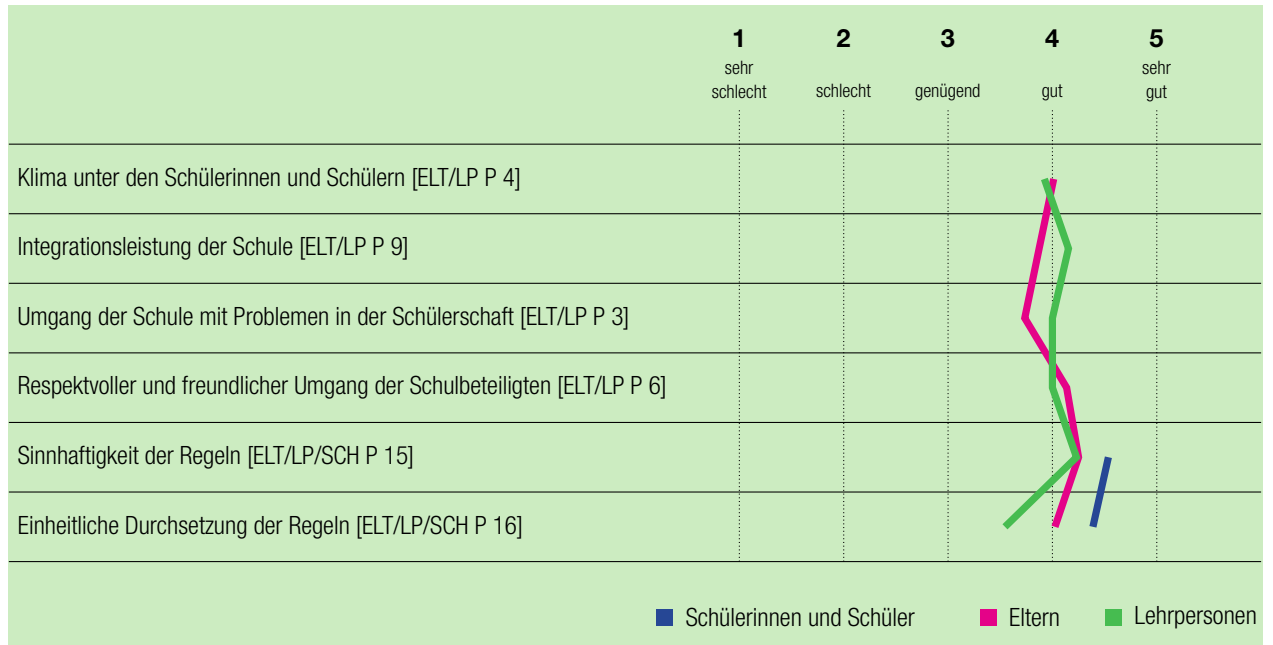 1 2 3 4 5
sehr schlecht schlecht genügend gut sehr gut
Klima unter den Schülerinnen und Schülern [ELT/LP P 4]
Integrationsleistung der Schule [ELT/LP P 9]
Umgang der Schule mit Problemen in der Schülerschaft [ELT/LP P 3]
Respektvoller und freundlicher Umgang der Schulbeteiligten [ELT/LP P 6]
Sinnhaftigkeit der Regeln [ELT/LP/SCH P 15]
Einheitliche Durchsetzung der Regeln [ELT/LP/SCH P 16]
Schülerinnen und Schüler Eltern Lehrpersonen